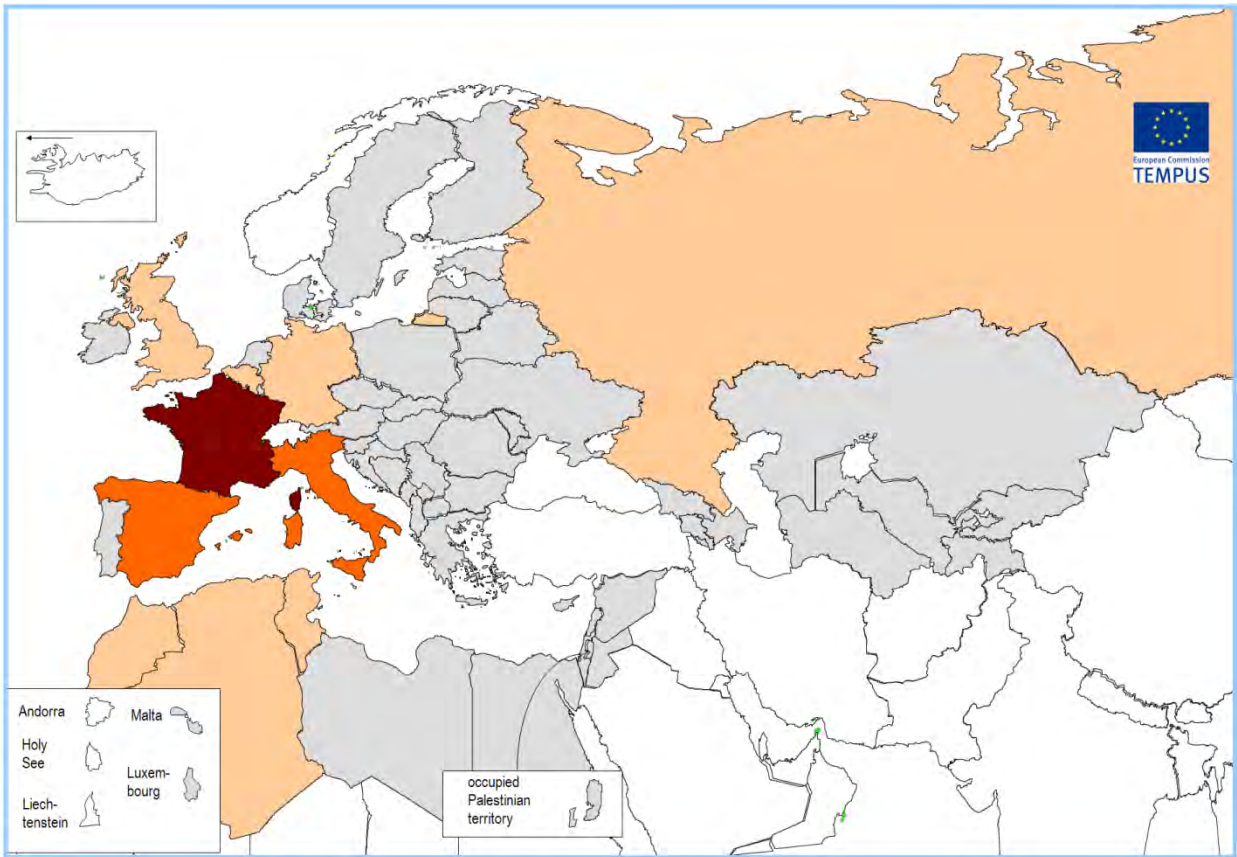 European Commission
TEMPUS
Andorra
Malta
Holy
See
Luxem-
bourg
Liech-
tenstein
occupied
Palestinian
territory